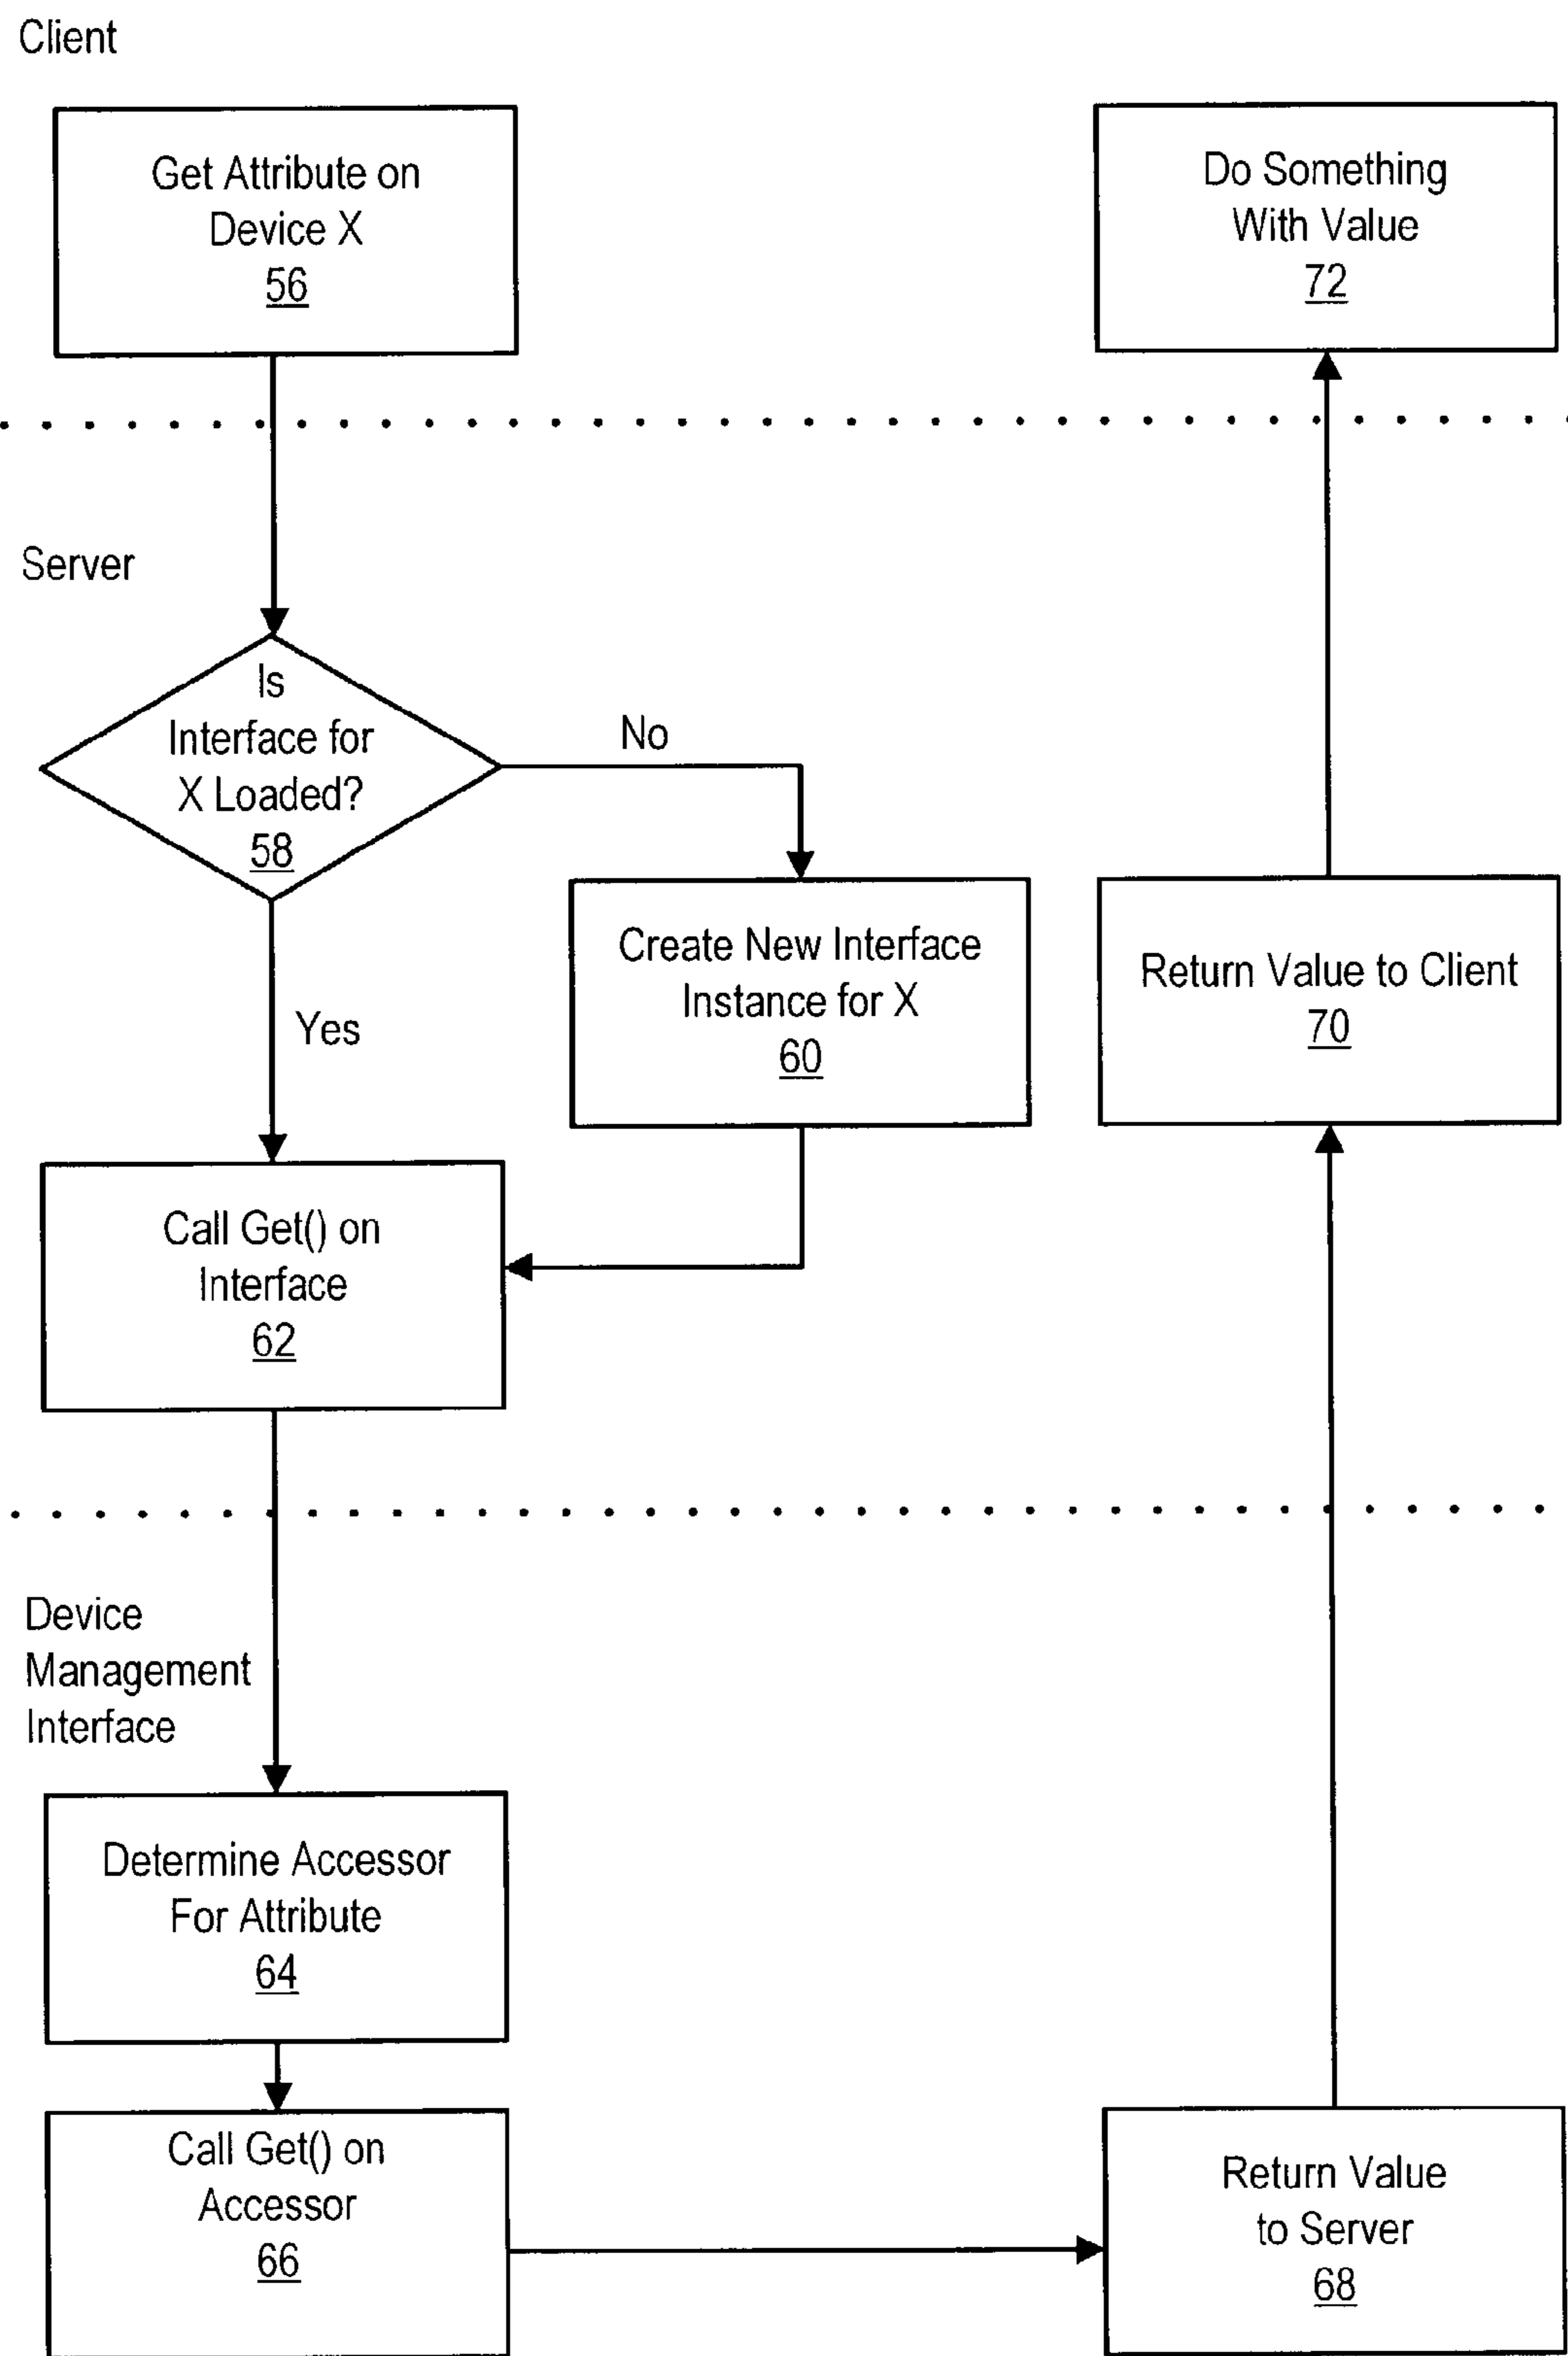 Client
Get Attribute on
Device X
56
Do Something
With Value
72
Server
Is
Interface for
X Loaded?
58
No
Yes
Create New Interface
Instance for X
60
Return Value to Client
70
Call Get() on
Interface
62
Device
Management
Interface
Determine Accessor
For Attribute
64
Call Get() on
Accessor
66
Return Value
to Server
68